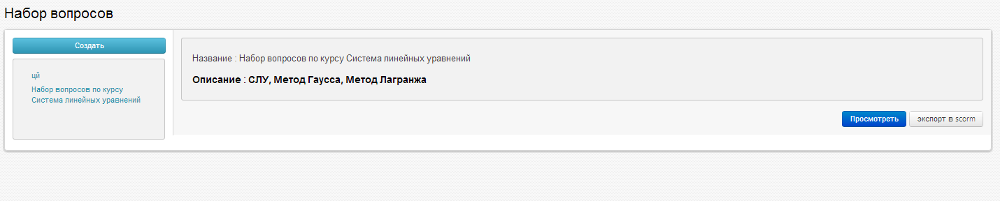 Набор вопросов
Создать
цй
Набор вопросов по курсу
Система линейных уравнений
Название : Набор вопросов по курсу Система линейных уравнений
Описание : СЛУ, Метод Гаусса, Метод Лагранжа
Просмотреть
экспорт в scorm